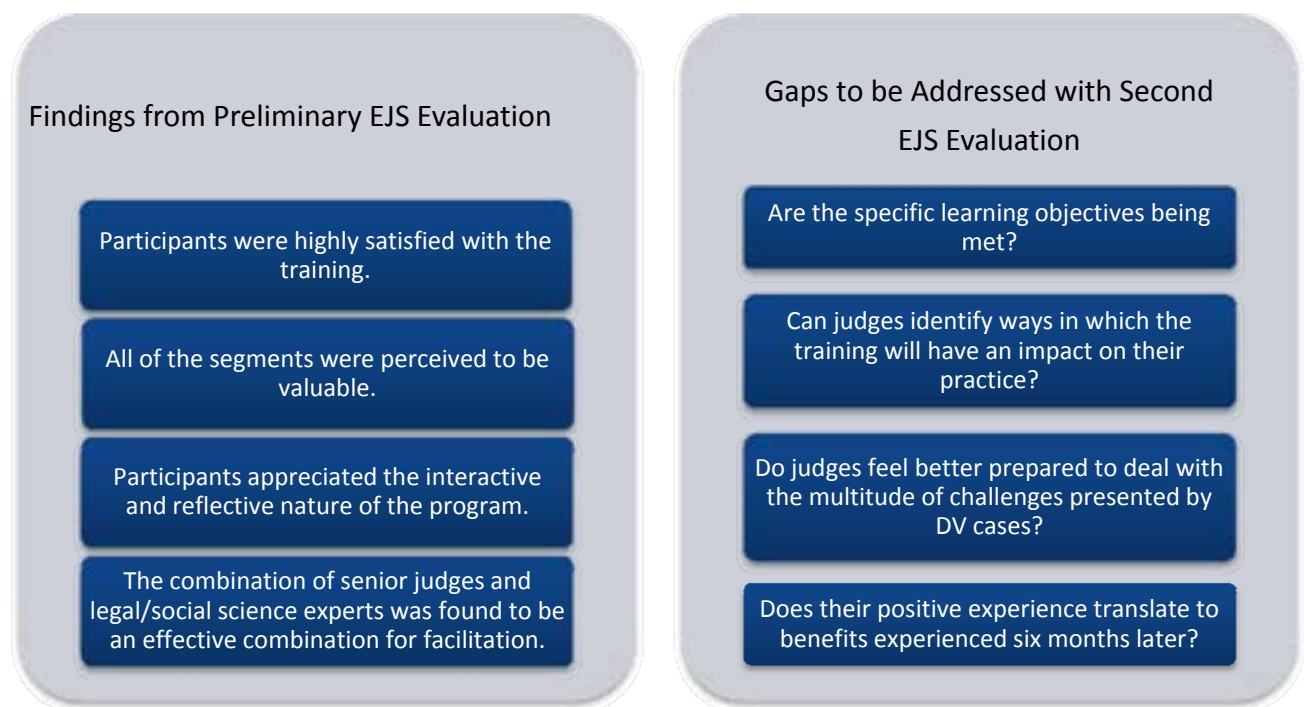 Findings from Preliminary EJS Evaluation
Participants were highly satisfied with the
training.
All of the segments were perceived to be
valuable.
Participants appreciated the interactive
and reflective nature of the program.
The combination of senior judges and
legal/social science experts was found to be
an effective combination for facilitation.
Gaps to be Addressed with Second
EJS Evaluation
Are the specific learning objectives being
met?
Can judges identify ways in which the
training will have an impact on their
practice?
Do judges feel better prepared to deal with
the multitude of challenges presented by
DV cases?
Does their positive experience translate to
benefits experienced six months later?